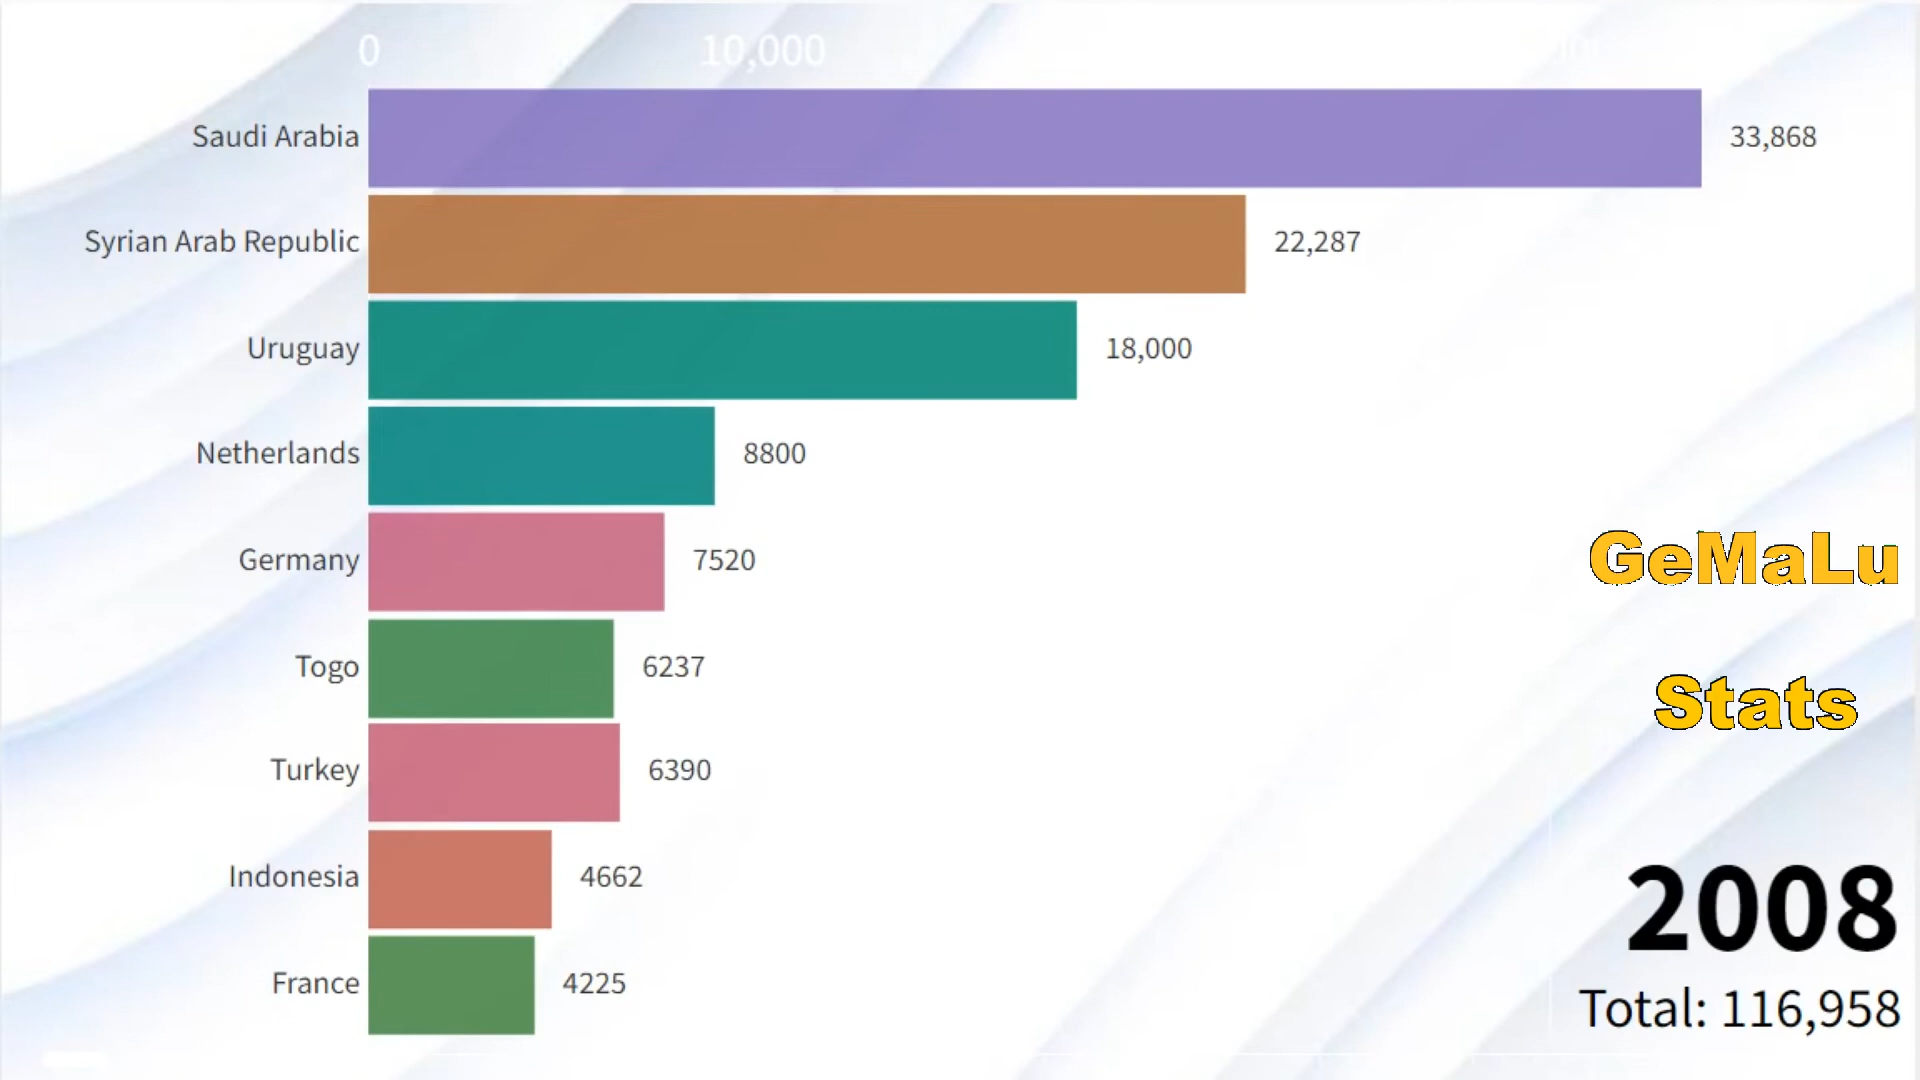 0 10,000
Saudi Arabia 33,868
Syrian Arab Republic 22,287
Uruguay 18,000
Netherlands 8800
Germany 7520
GeMaLu
Togo 6237
Stats
Turkey 6390
Indonesia 4662
2008
France 4225
Total: 116,958